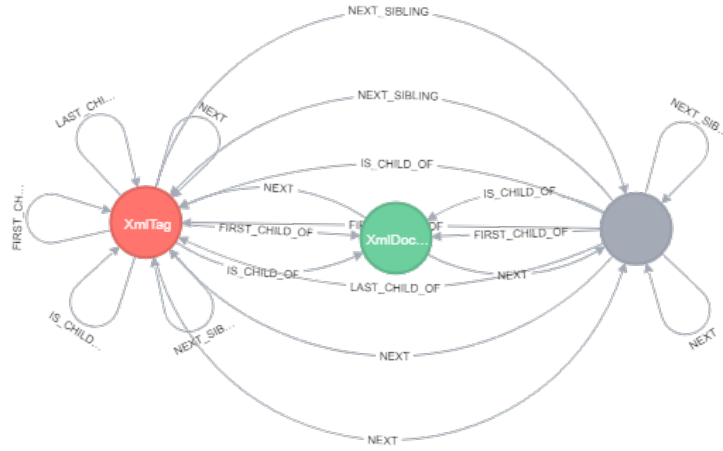 NEXT_SIBLING
LAST_CHI...
NEXT
NEXT_SIBLING
NEXT_SIB...
IS_CHILD_OF
NEXT
IS_CHILD_OF
FIRST_CH...
XmlTag
FIRST_CHILD_OF
XmlDoc...
FIRST_CHILD_OF
IS_CHILD_OF
NEXT
LAST_CHILD_OF
IS_CHILD...
NEXT_SIB...
NEXT
NEXT
NEXT